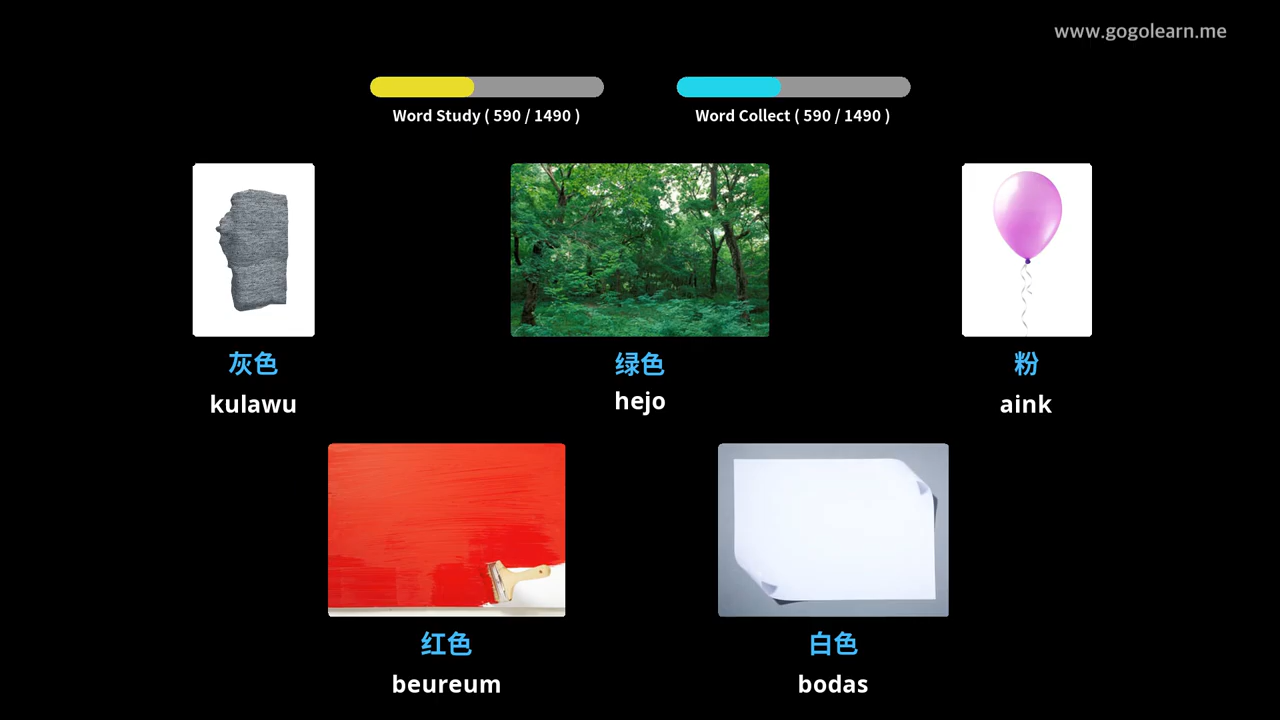 www.gogolearn.me
Word Study ( 590 / 1490 )
Word Collect ( 590 / 1490 )
灰色
kulawu
绿色
hejo
粉
aink
红色
beureum
白色
bodas